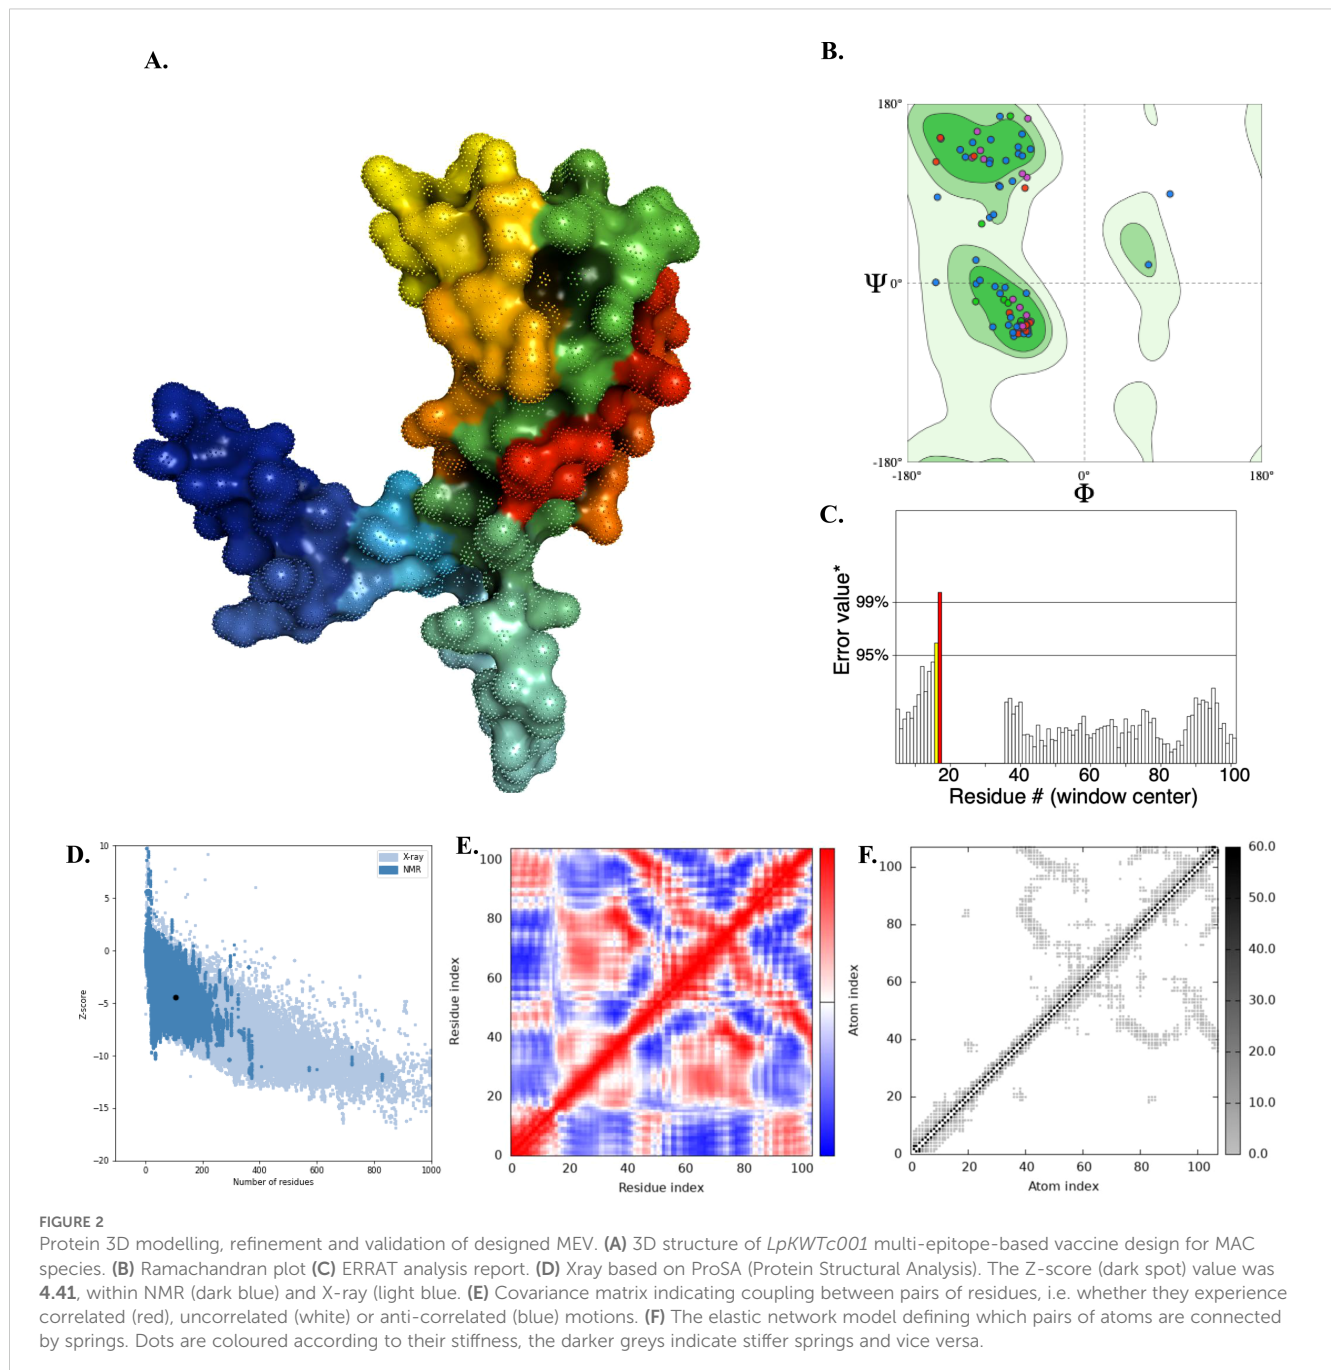 A.
B.
180°
Ψ
0°
-180°
-180°
0°
180°
Φ
C.
Error value*
99%
95%
20
40
60
80
100
Residue # (window center)
D.
10
5
0
−5
−10
−15
−20
Z-score
X-ray
NMR
0
200
400
600
800
1000
Number of residues
E.
100
80
60
40
20
0
Residue index
0
20
40
60
80
100
Residue index
F.
100
80
60
40
20
1
Atom index
0
20
40
60
80
100
Atom index
60.0
50.0
40.0
30.0
20.0
10.0
0.0
FIGURE 2
Protein 3D modelling, refinement and validation of designed MEV. (A) 3D structure of LpKWTc001 multi-epitope-based vaccine design for MAC
species. (B) Ramachandran plot (C) ERRAT analysis report. (D) Xray based on ProSA (Protein Structural Analysis). The Z-score (dark spot) value was
4.41, within NMR (dark blue) and X-ray (light blue. (E) Covariance matrix indicating coupling between pairs of residues, i.e. whether they experience
correlated (red), uncorrelated (white) or anti-correlated (blue) motions. (F) The elastic network model defining which pairs of atoms are connected
by springs. Dots are coloured according to their stiffness, the darker greys indicate stiffer springs and vice versa.